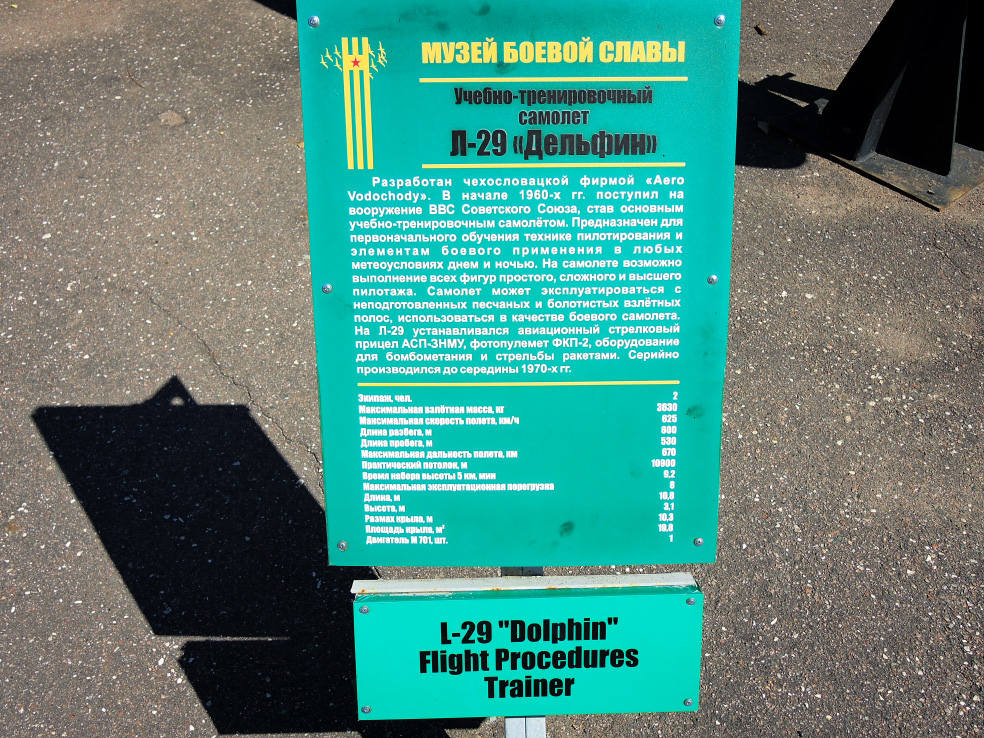 МУЗЕЙ БОЕВОЙ СЛАВЫ
Учебно-тренировочный
самолет
Л-29 «Дельфин»
Разработан чехословацкой фирмой «Aero
Vodochody». В начале 1960-х гг. поступил на
вооружение ВВС Советского Союза, став основным
учебно-тренировочным самолётом. Предназначен для
первоначального обучения технике пилотирования и
элементам боевого применения в любых
метеоусловиях днем и ночью. На самолете возможно
выполнение всех фигур простого, сложного и высшего
пилотажа. Самолет может эксплуатироваться с
неподготовленных песчаных и болотистых взлётных
полос, использоваться в качестве боевого самолета.
На Л-29 устанавливался авиационный стрелковый
прицел АСП-ЗНМУ, фотопулемет ФКП-2, оборудование
для бомбометания и стрельбы ракетами. Серийно
производился до середины 1970-х гг.
Экипаж, чел. 2
Максимальная взлётная масса, кг 3630
Максимальная скорость полета, км/ч 625
Длина разбега, м 600
Длина пробега, м 530
Максимальная дальность полета, км 670
Практический потолок, м 10900
Время набора высоты 5 км, мин 6,2
Максимальная эксплуатационная перегрузка 8
Длина, м 10,8
Высота, м 3,1
Размах крыла, м 10,3
Площадь крыла, м² 19,8
Двигатель М 701, шт. 1
L-29 "Dolphin"
Flight Procedures
Trainer